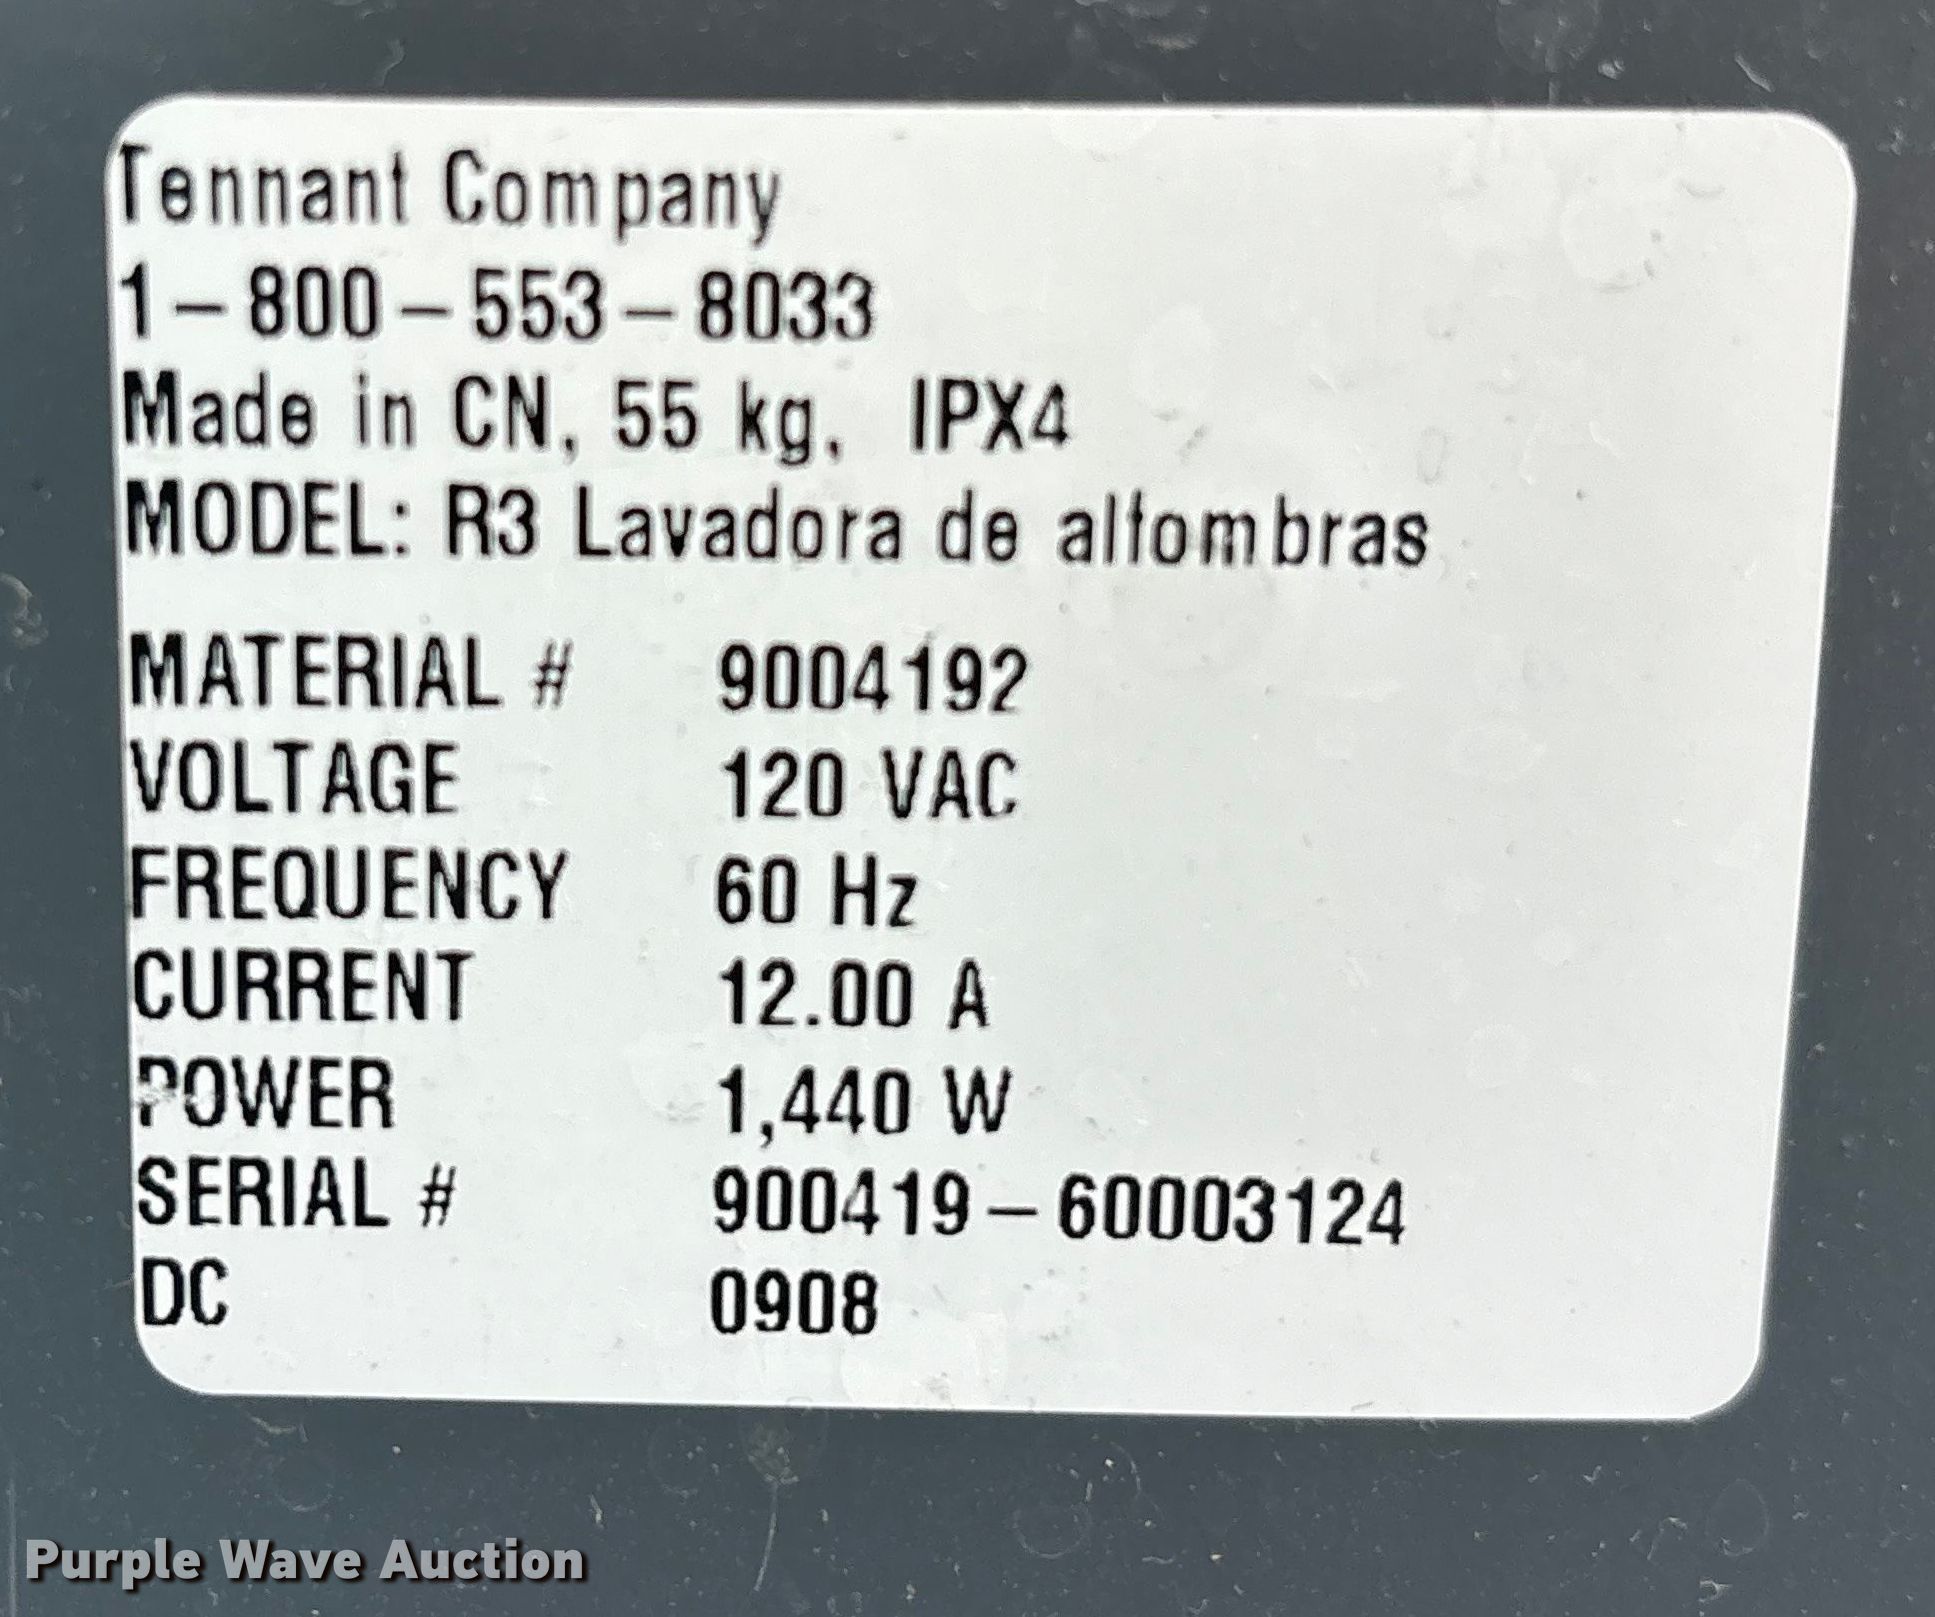 Tennant Company
1-800-553-8033
Made in CN, 55 kg, IPX4
MODEL: R3 Lavadora de alfombras
MATERIAL # 9004192
VOLTAGE 120 VAC
FREQUENCY 60 Hz
CURRENT 12.00 A
POWER 1,440 W
SERIAL # 900419-60003124
DC 0908
Purple Wave Auction